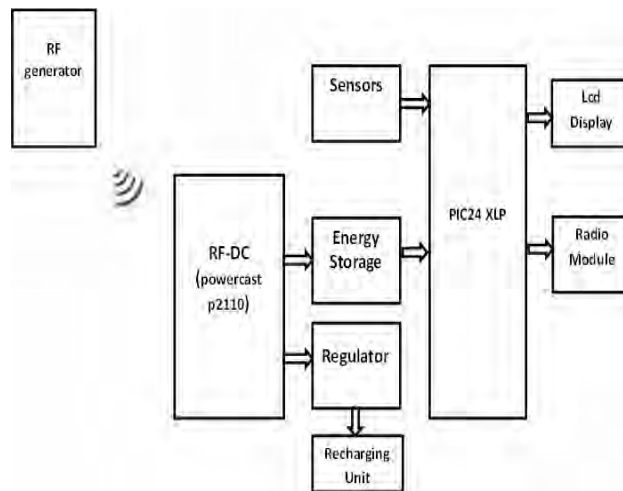 RF
generator
Sensors
Lcd
Display
PIC24 XLP
RF-DC
(powercast
p2110)
Energy
Storage
Radio
Module
Regulator
Recharging
Unit